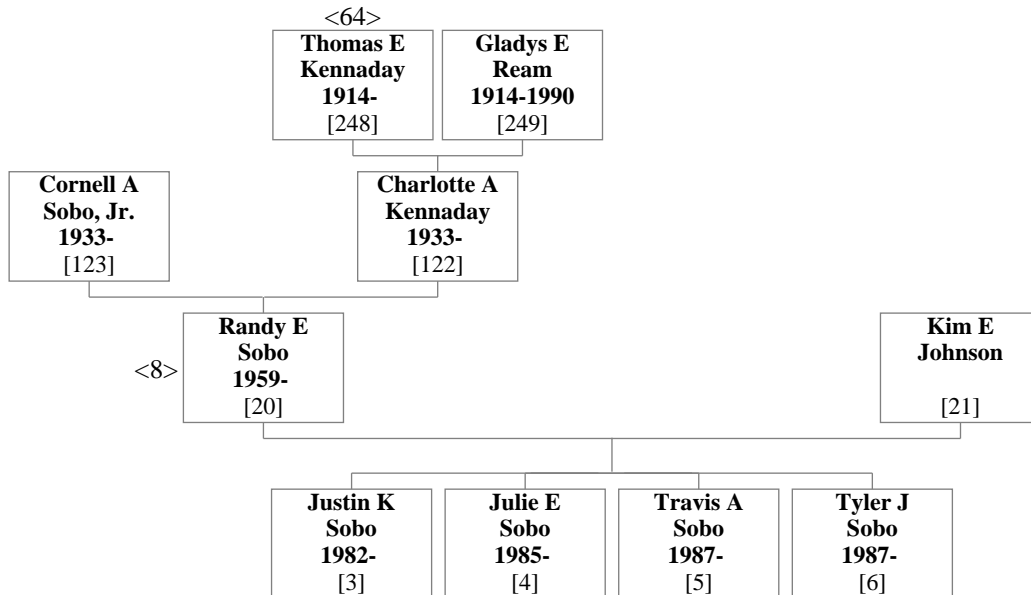 <64>
Thomas E
Kennaday
1914-
[248]
Gladys E
Ream
1914-1990
[249]
Cornell A
Sobo, Jr.
1933-
[123]
Charlotte A
Kennaday
1933-
[122]
<8>
Randy E
Sobo
1959-
[20]
Kim E
Johnson
[21]
Justin K
Sobo
1982-
[3]
Julie E
Sobo
1985-
[4]
Travis A
Sobo
1987-
[5]
Tyler J
Sobo
1987-
[6]